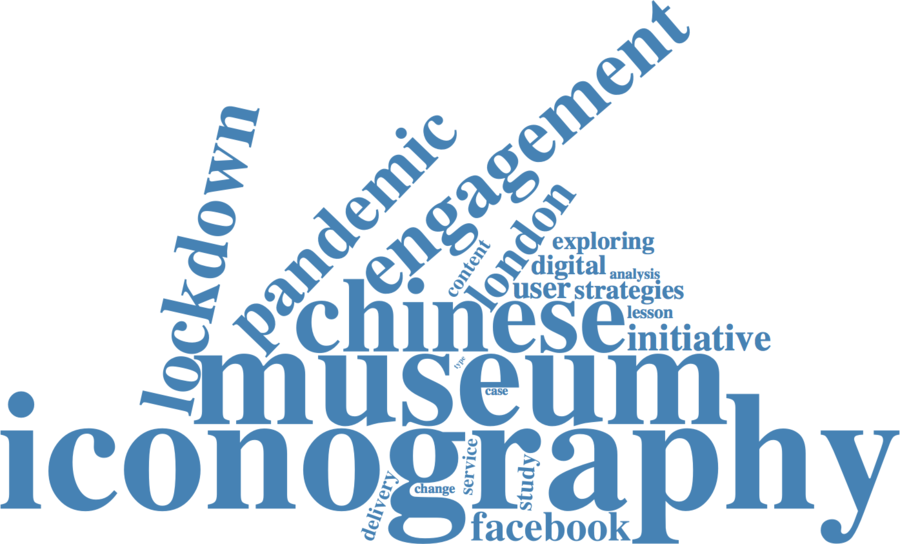 engagement
lockdown
pandemic
london
content
exploring
digital
analysis
user
strategies
chinese
lesson
initiative
museum
type
case
iconography
service
study
delivery
change
facebook